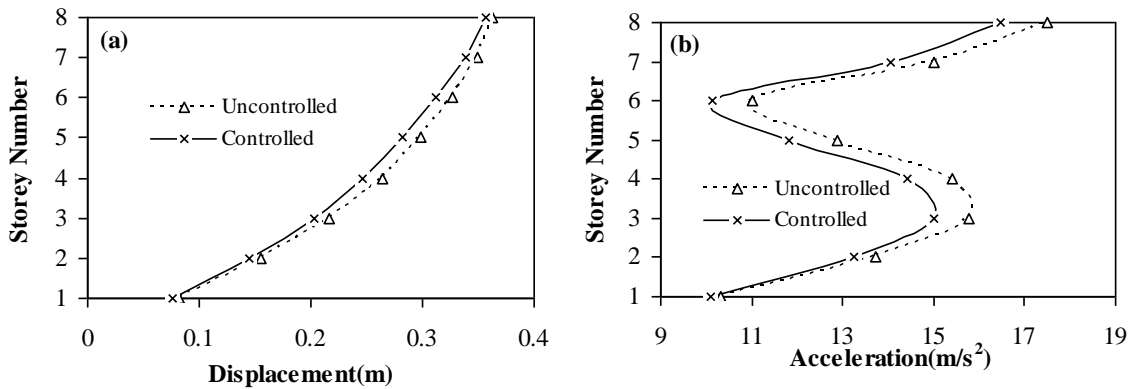 (a)
Storey Number
8
7
6
5
4
3
2
1
Uncontrolled
Controlled
0
0.1
0.2
0.3
0.4
Displacement(m)
(b)
Storey Number
8
7
6
5
4
3
2
1
Uncontrolled
Controlled
9
11
13
15
17
19
Acceleration(m/s²)